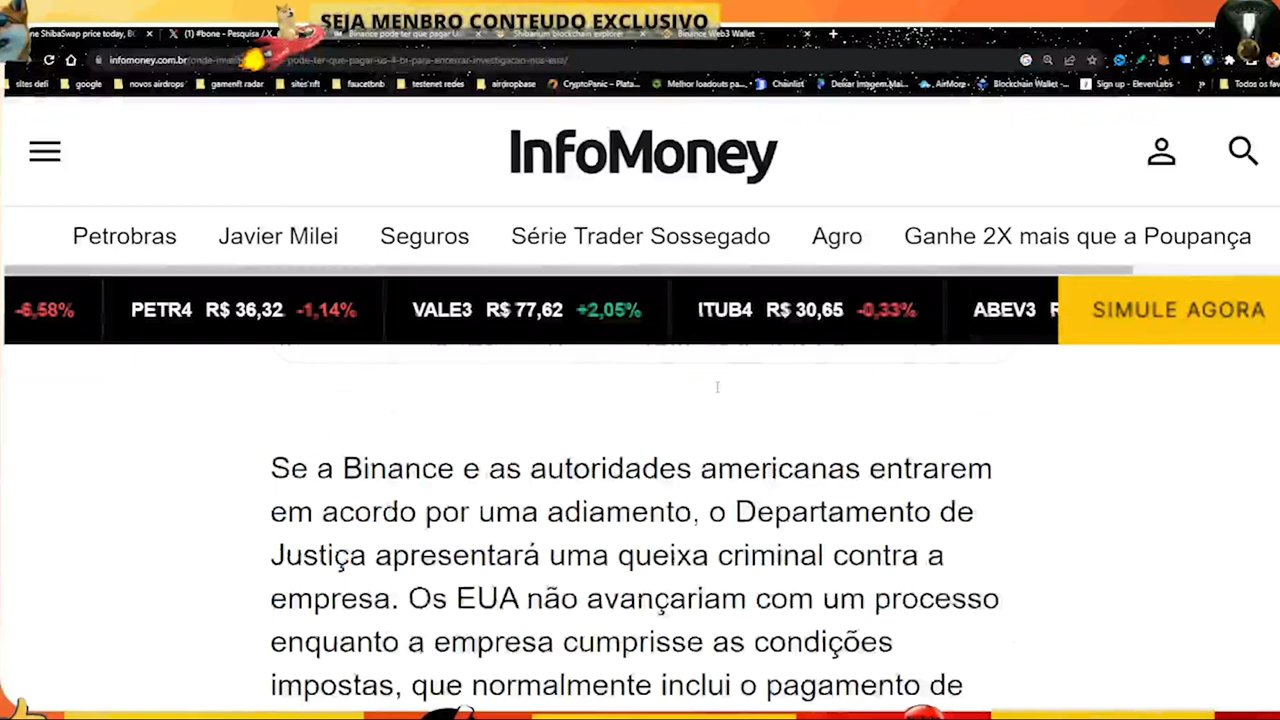 SEJA MENBRO CONTEUDO EXCLUSIVO
ne ShibaSwap price today, B
(1) #bone - Pesquisa / X
Binance pode ter que pagar U
Shibarium blockchain explorer
Binance Web3 Wallet
infomoney.com.br/onde-inve
pode-ter-que-pagar-us-4-bi-para-encerrar-investigacao-nos-eua/
sites defi
google
novos airdrops
gamenft radar
sites nft
faucetbnb
testenet redes
airdropbase
CryptoPanic – Plata...
Melhor loadouts pa...
Chainlist
Deixar Imagem Mai...
AirMore
Blockchain Wallet -...
Sign up - ElevenLabs
Todos os fav
InfoMoney
Petrobras
Javier Milei
Seguros
Série Trader Sossegado
Agro
Ganhe 2X mais que a Poupança
-6,58%
PETR4 R$ 36,32 -1,14%
VALE3 R$ 77,62 +2,05%
ITUB4 R$ 30,65 -0,33%
ABEV3
SIMULE AGORA
Se a Binance e as autoridades americanas entrarem
em acordo por uma adiamento, o Departamento de
Justiça apresentará uma queixa criminal contra a
empresa. Os EUA não avançariam com um processo
enquanto a empresa cumprisse as condições
impostas, que normalmente inclui o pagamento de